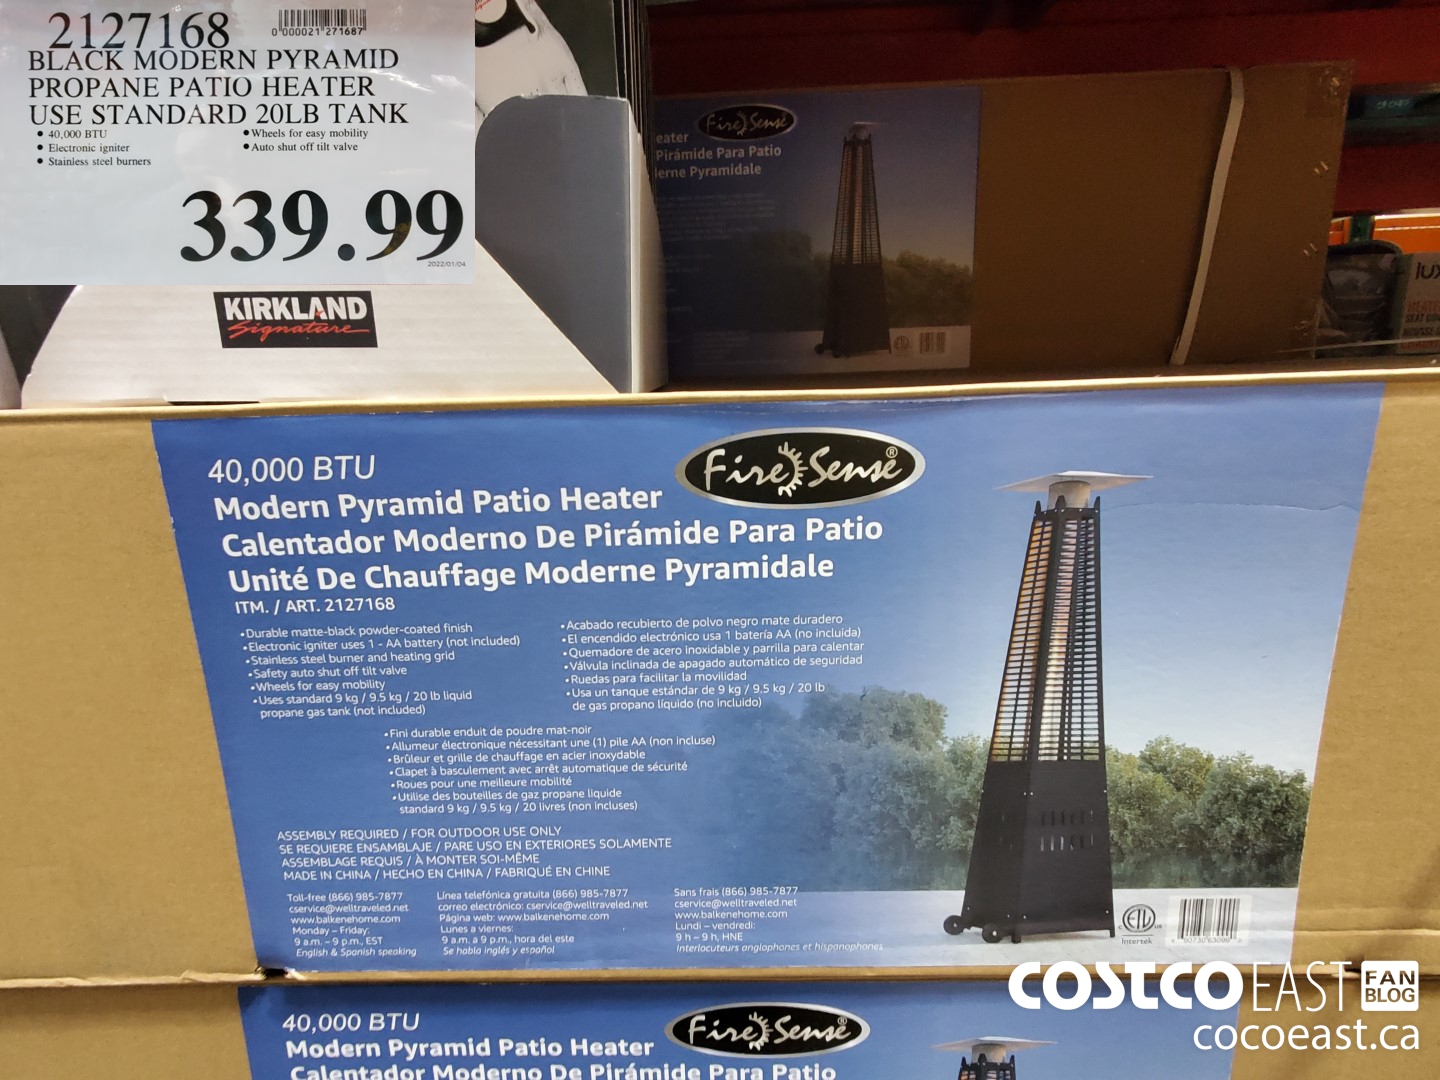 2127168
0"000021"271687"
BLACK MODERN PYRAMID
PROPANE PATIO HEATER
USE STANDARD 20LB TANK
• 40,000 BTU
• Electronic igniter
• Stainless steel burners
• Wheels for easy mobility
• Auto shut off tilt valve
339.99
2022/01/04
KIRKLAND
Signature
Fire Sense
eater
Pirámide Para Patio
erne Pyramidale
ETL
lux
40,000 BTU
Fire Sense®
Modern Pyramid Patio Heater
Calentador Moderno De Pirámide Para Patio
Unité De Chauffage Moderne Pyramidale
ITM. / ART. 2127168
•Durable matte-black powder-coated finish
•Electronic igniter uses 1 - AA battery (not included)
•Stainless steel burner and heating grid
•Safety auto shut off tilt valve
•Wheels for easy mobility
•Uses standard 9 kg / 9.5 kg / 20 lb liquid
propane gas tank (not included)
•Acabado recubierto de polvo negro mate duradero
•El encendido electrónico usa 1 batería AA (no incluida)
•Quemador de acero inoxidable y parrilla para calentar
•Válvula inclinada de apagado automático de seguridad
•Ruedas para facilitar la movilidad
•Usa un tanque estándar de 9 kg / 9.5 kg / 20 lb
de gas propano líquido (no incluido)
•Fini durable enduit de poudre mat-noir
•Allumeur électronique nécessitant une (1) pile AA (non incluse)
•Brûleur et grille de chauffage en acier inoxydable
•Clapet à basculement avec arrêt automatique de sécurité
•Roues pour une meilleure mobilité
•Utilise des bouteilles de gaz propane liquide
standard 9 kg / 9.5 kg / 20 livres (non incluses)
ASSEMBLY REQUIRED / FOR OUTDOOR USE ONLY
SE REQUIERE ENSAMBLAJE / PARE USO EN EXTERIORES SOLAMENTE
ASSEMBLAGE REQUIS / À MONTER SOI-MÊME
MADE IN CHINA / HECHO EN CHINA / FABRIQUÉ EN CHINE
Toll-free (866) 985-7877
cservice@welltraveled.net
www.balkenehome.com
Monday – Friday:
9 a.m. – 9 p.m., EST
English & Spanish speaking
Línea telefónica gratuita (866) 985-7877
correo electrónico: cservice@welltraveled.net
Página web: www.balkenehome.com
Lunes a viernes:
9 a.m. a 9 p.m., hora del este
Se habla inglés y español
Sans frais (866) 985-7877
cservice@welltraveled.net
www.balkenehome.com
Lundi – vendredi:
9 h – 9 h, HNE
Interlocuteurs anglophones et hispanophones
ETL
Intertek
COSTCO EAST FAN BLOG
cocoeast.ca
40,000 BTU
Fire Sense®
Modern Pyramid Patio Heater
Calentador Moderno De Pirámide Para Patio